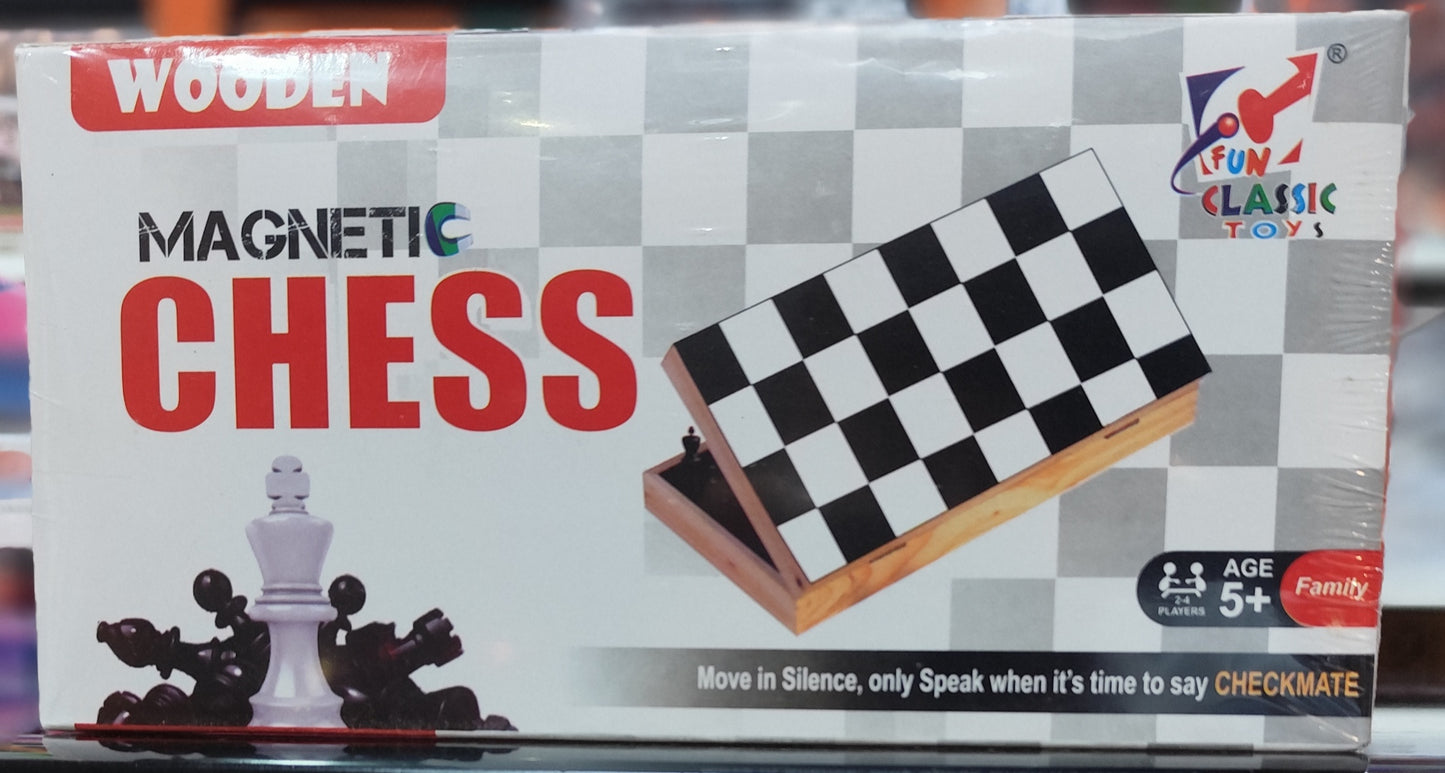 WOODEN
MAGNETIC
CHESS
®
FUN
CLASSIC
TOYS
2-4
PLAYERS
AGE
5+
Family
Move in Silence, only Speak when it's time to say CHECKMATE